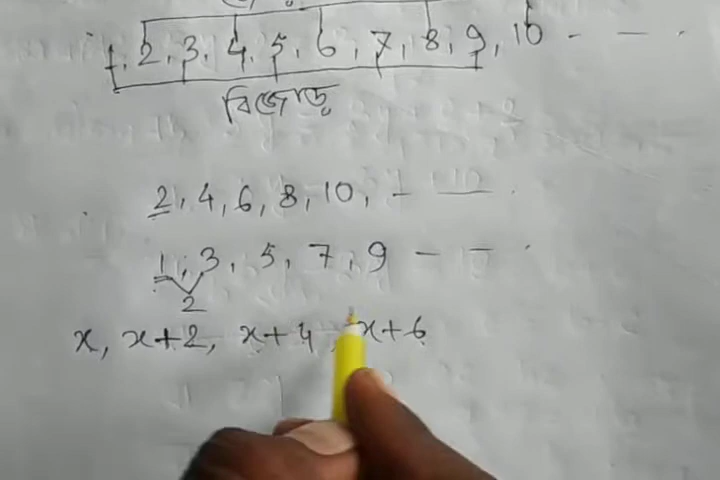 1, 2, 3, 4, 5, 6, 7, 8, 9, 10 - - .
বিজোড়
2, 4, 6, 8, 10, - - .
1, 3, 5, 7, 9 - - .
2
x, x+2, x+4, x+6